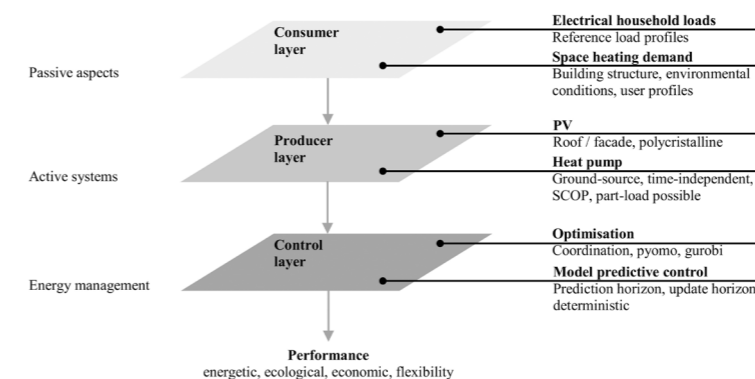 Consumer
layer
Electrical household loads
Reference load profiles
Passive aspects
Space heating demand
Building structure, environmental
conditions, user profiles
Producer
layer
PV
Roof / facade, polycristalline
Active systems
Heat pump
Ground-source, time-independent,
SCOP, part-load possible
Control
layer
Optimisation
Coordination, pyomo, gurobi
Energy management
Model predictive control
Prediction horizon, update horizon
deterministic
Performance
energetic, ecological, economic, flexibility